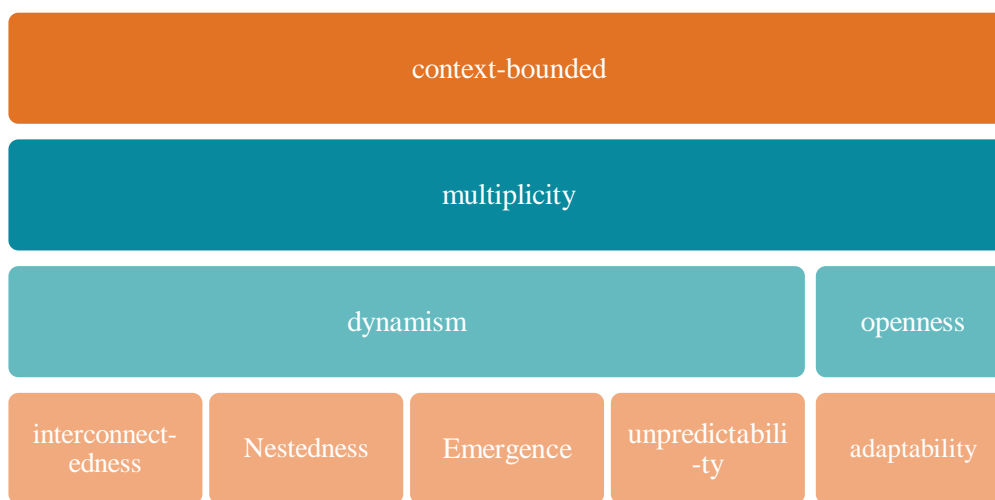 context-bounded
multiplicity
dynamism
openness
interconnect-
edness
Nestedness
Emergence
unpredictabili
-ty
adaptability